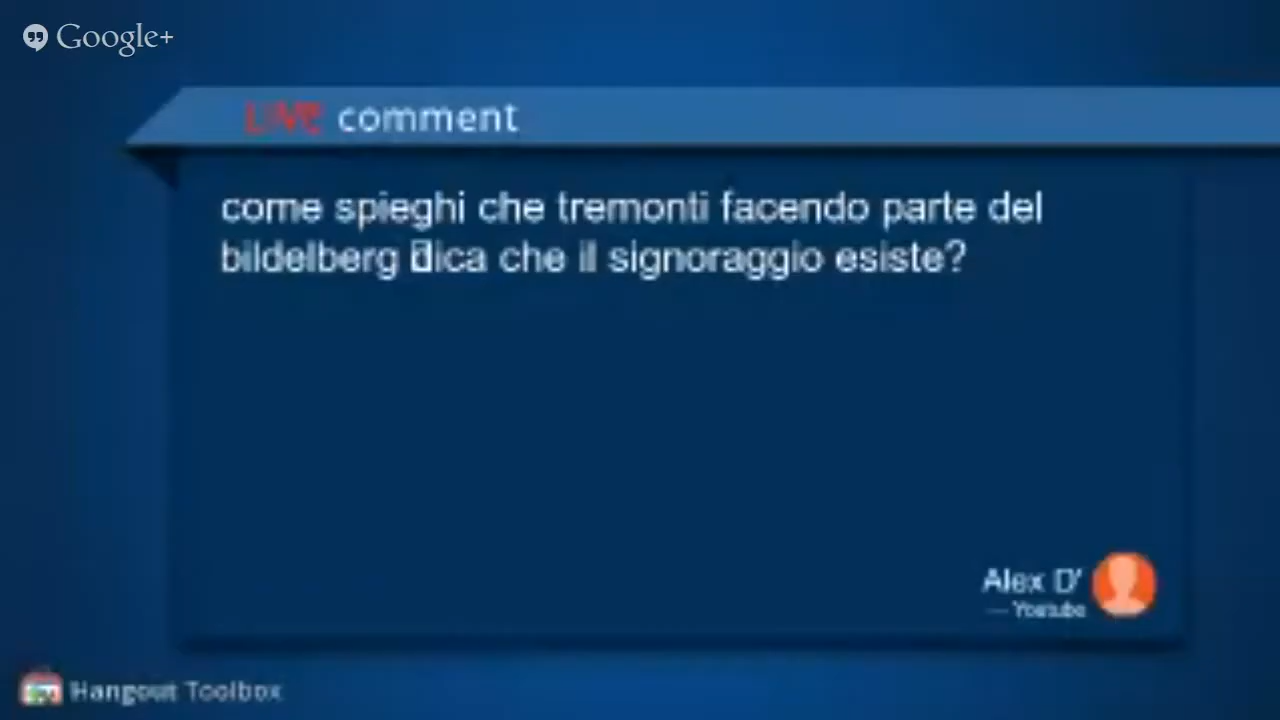 Google+
LIVE comment
come spieghi che tremonti facendo parte del
bildelberg dica che il signoraggio esiste?
Alex D'
— Youtube
Hangout Toolbox